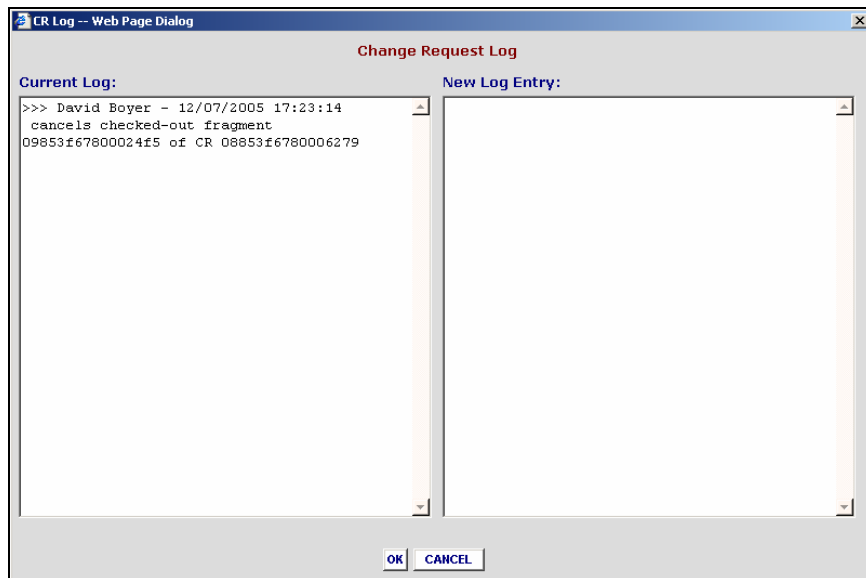 CR Log -- Web Page Dialog
Change Request Log
Current Log:
New Log Entry:
>>> David Boyer - 12/07/2005 17:23:14
cancels checked-out fragment
09853f67800024f5 of CR 08853f6780006279
OK CANCEL